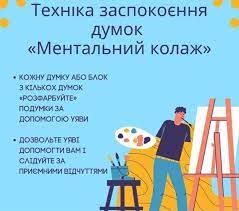 Техніка заспокоєння
думок
«Ментальний колаж»
• КОЖНУ ДУМКУ АБО БЛОК
З КІЛЬКОХ ДУМОК
«РОЗФАРБУЙТЕ»
ПОДУМКИ ЗА
ДОПОМОГОЮ УЯВИ
• ДОЗВОЛЬТЕ УЯВІ
ДОПОМОГТИ ВАМ І
СЛІДУЙТЕ ЗА
ПРИЄМНИМИ ВІДЧУТТЯМИ